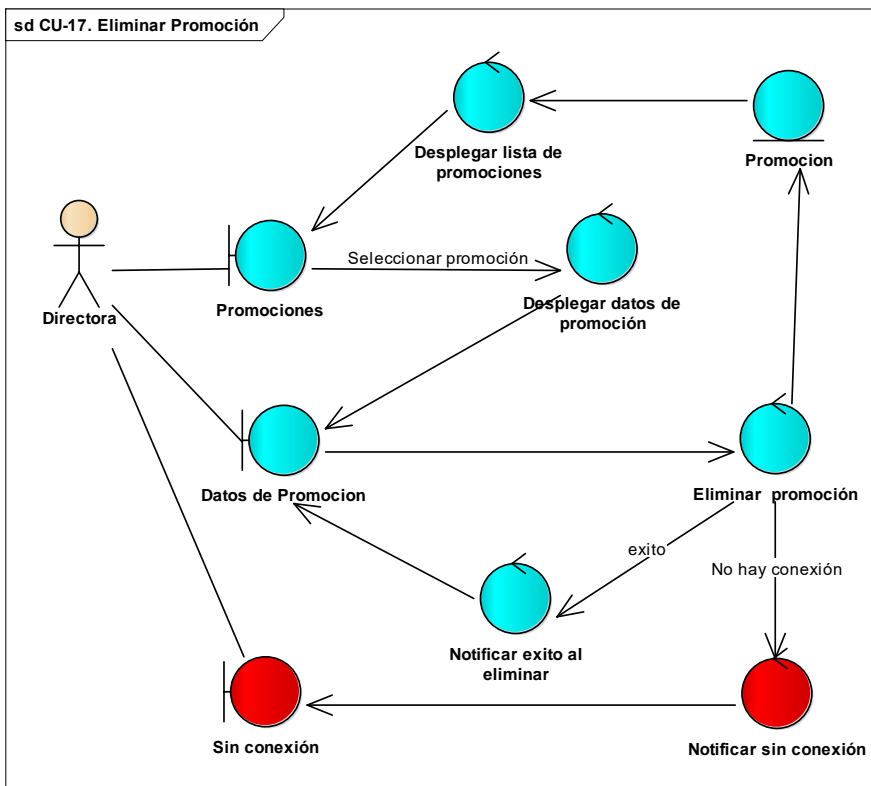 sd CU-17. Eliminar Promoción
Desplegar lista de
promociones
Promocion
Directora
Promociones
Seleccionar promoción
Desplegar datos de
promoción
Datos de Promocion
Eliminar promoción
exito
No hay conexión
Notificar exito al
eliminar
Sin conexión
Notificar sin conexión